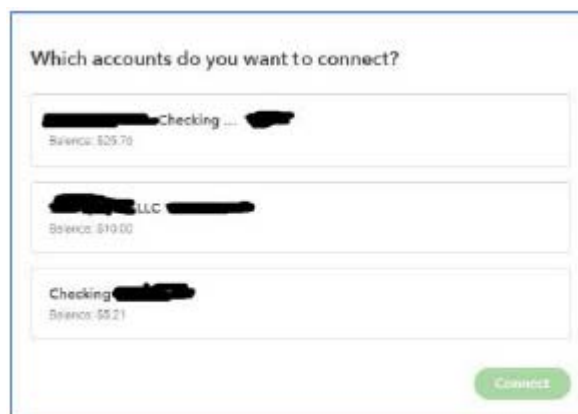 Which accounts do you want to connect?
Checking ...
Balance: $25.76
LLC
Balance: $10.00
Checking
Balance: $5.21
Connect